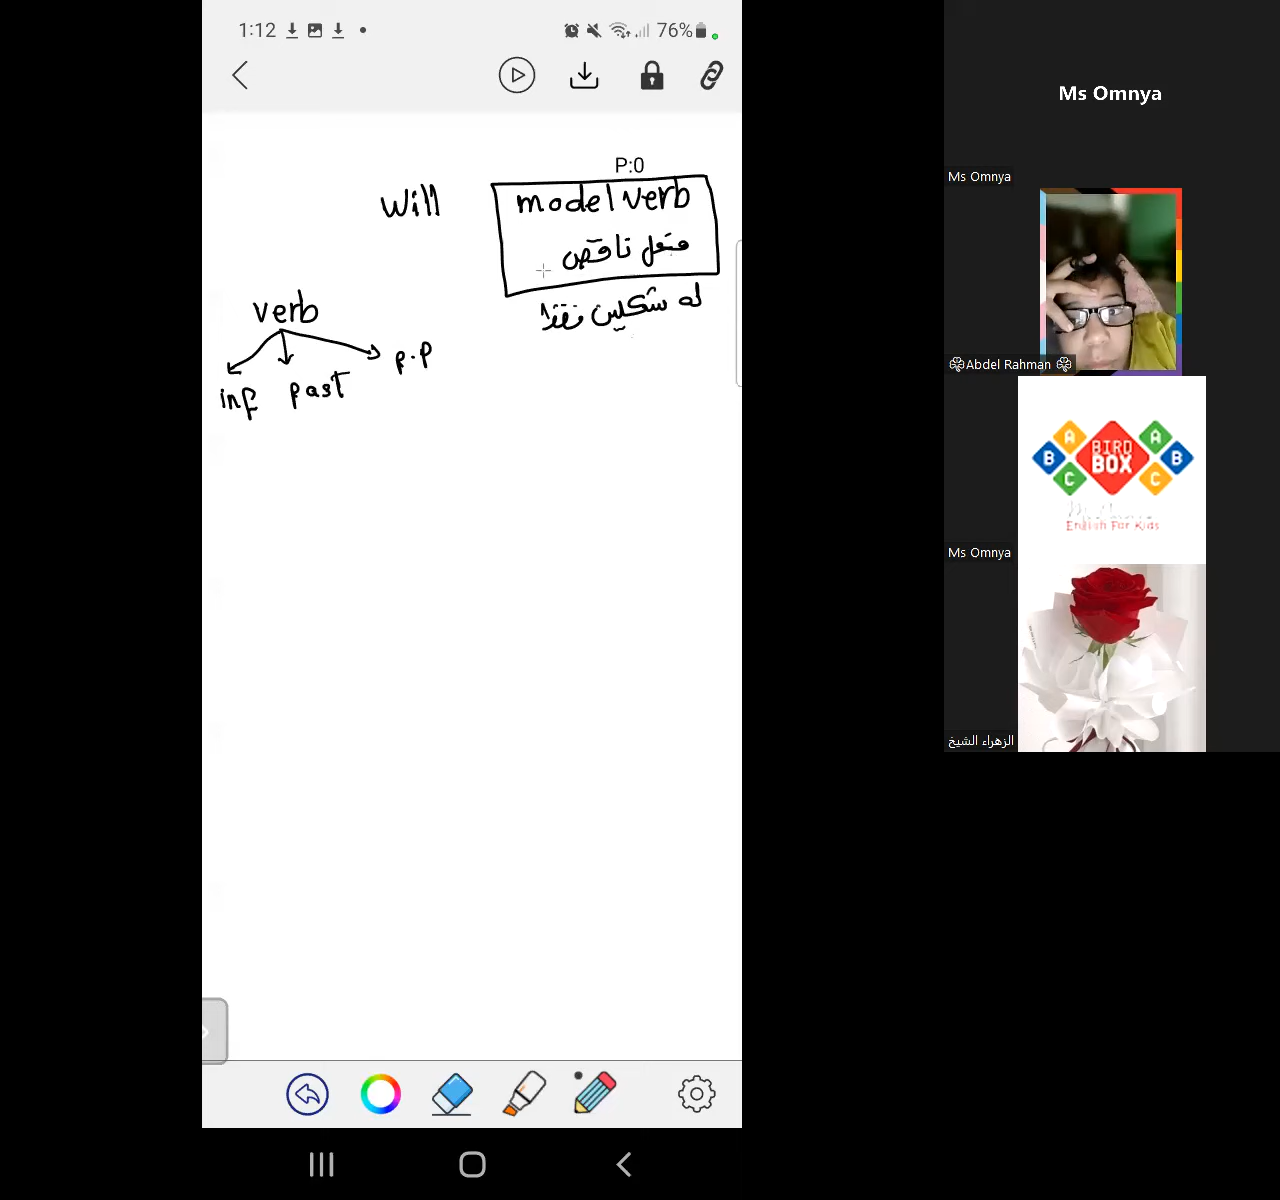 1:12
76%
P:0
Will
model verb
فعل ناقص
له شكلين فقط
verb
inf past p.p
Ms Omnya
Ms Omnya
Abdel Rahman
A A
B BIRD B
BOX
C C
English For Kids
Ms Omnya
الزهراء الشيخ